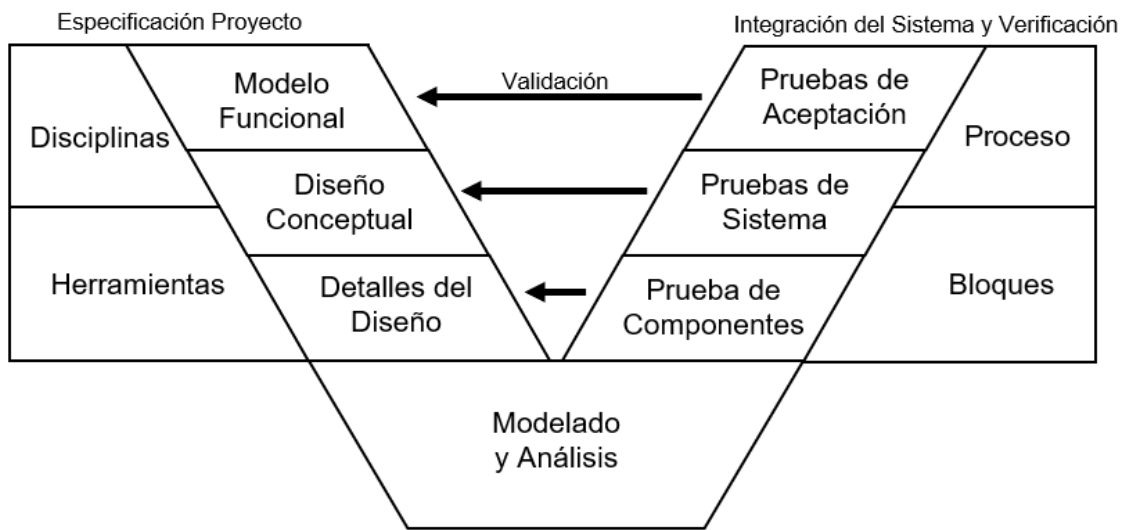 Especificación Proyecto
Integración del Sistema y Verificación
Disciplinas
Herramientas
Modelo
Funcional
Diseño
Conceptual
Detalles del
Diseño
Validación
Pruebas de
Aceptación
Pruebas de
Sistema
Prueba de
Componentes
Proceso
Bloques
Modelado
y Análisis